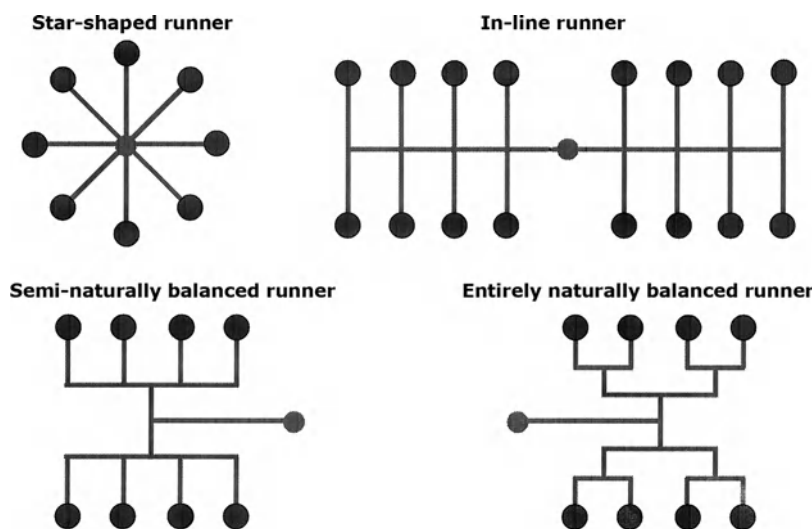 Star-shaped runner
In-line runner
Semi-naturally balanced runner
Entirely naturally balanced runner